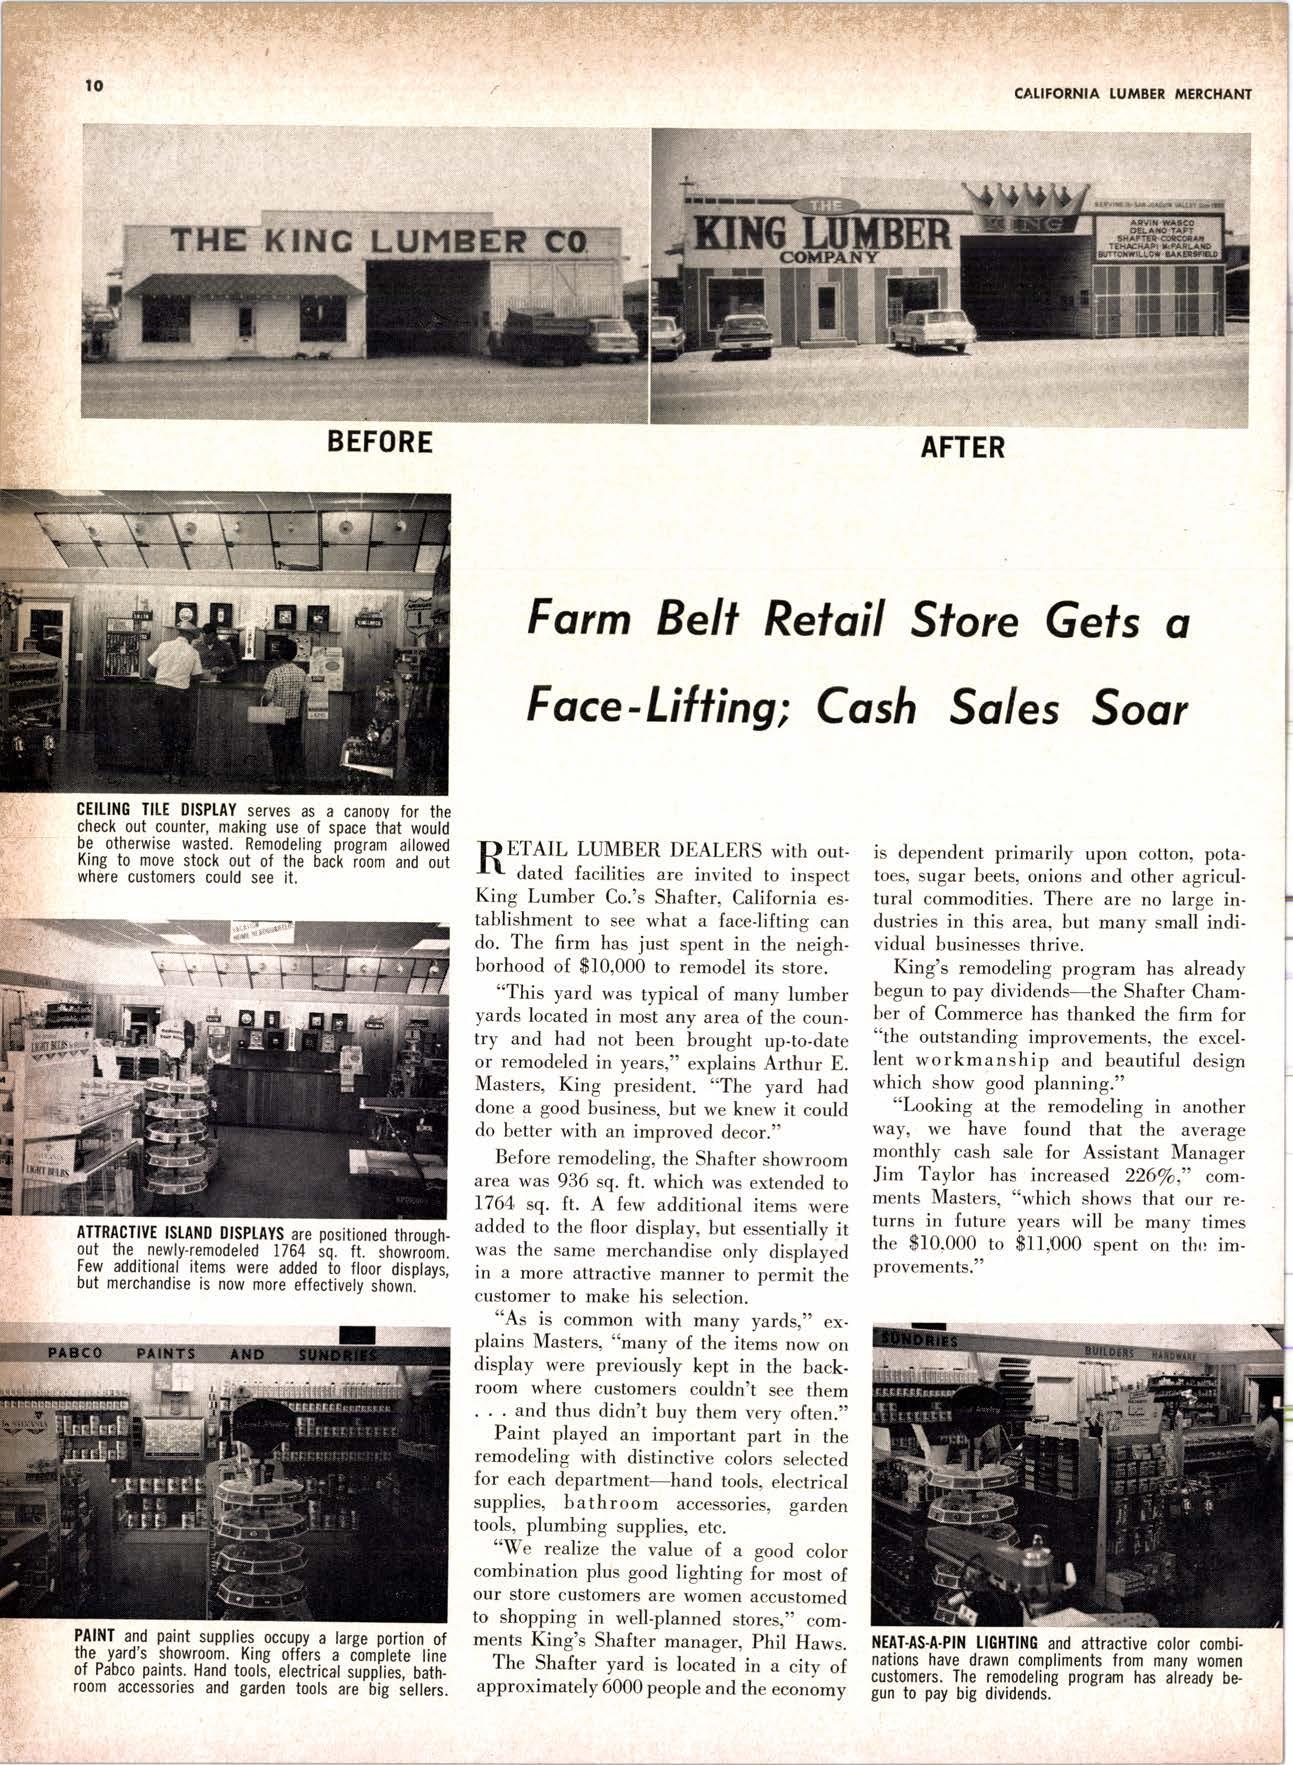 10
CALIFORNIA LUMBER MERCHANT
THE KING LUMBER CO.
THE
KING LUMBER
COMPANY
KING
SERVING THE SAN JOAQUIN VALLEY
ARVIN·WASCO
DELANO·TAFT
SHAFTER·CORCORAN
TEHACHAPI·McFARLAND
BUTTONWILLOW·BAKERSFIELD
BEFORE
AFTER
Farm Belt Retail Store Gets a
Face-Lifting; Cash Sales Soar
CEILING TILE DISPLAY serves as a canopy for the
check out counter, making use of space that would
be otherwise wasted. Remodeling program allowed
King to move stock out of the back room and out
where customers could see it.
VACATION
HOME HEADQUARTERS
LIGHT BULBS
LIGHT BULBS
ATTRACTIVE ISLAND DISPLAYS are positioned through-
out the newly-remodeled 1764 sq. ft. showroom.
Few additional items were added to floor displays,
but merchandise is now more effectively shown.
PABCO PAINTS AND SUNDRIES
SYLVANIA
PAINT and paint supplies occupy a large portion of
the yard's showroom. King offers a complete line
of Pabco paints. Hand tools, electrical supplies, bath-
room accessories and garden tools are big sellers.
RETAIL LUMBER DEALERS with out-
dated facilities are invited to inspect
King Lumber Co.'s Shafter, California es-
tablishment to see what a face-lifting can
do. The firm has just spent in the neigh-
borhood of $10,000 to remodel its store.
"This yard was typical of many lumber
yards located in most any area of the coun-
try and had not been brought up-to-date
or remodeled in years," explains Arthur E.
Masters, King president. "The yard had
done a good business, but we knew it could
do better with an improved decor."
Before remodeling, the Shafter showroom
area was 936 sq. ft. which was extended to
1764 sq. ft. A few additional items were
added to the floor display, but essentially it
was the same merchandise only displayed
in a more attractive manner to permit the
customer to make his selection.
"As is common with many yards," ex-
plains Masters, "many of the items now on
display were previously kept in the back-
room where customers couldn't see them
. . . and thus didn't buy them very often."
Paint played an important part in the
remodeling with distinctive colors selected
for each department—hand tools, electrical
supplies, bathroom accessories, garden
tools, plumbing supplies, etc.
"We realize the value of a good color
combination plus good lighting for most of
our store customers are women accustomed
to shopping in well-planned stores," com-
ments King's Shafter manager, Phil Haws.
The Shafter yard is located in a city of
approximately 6000 people and the economy
is dependent primarily upon cotton, pota-
toes, sugar beets, onions and other agricul-
tural commodities. There are no large in-
dustries in this area, but many small indi-
vidual businesses thrive.
King's remodeling program has already
begun to pay dividends—the Shafter Cham-
ber of Commerce has thanked the firm for
"the outstanding improvements, the excel-
lent workmanship and beautiful design
which show good planning."
"Looking at the remodeling in another
way, we have found that the average
monthly cash sale for Assistant Manager
Jim Taylor has increased 226%," com-
ments Masters, "which shows that our re-
turns in future years will be many times
the $10,000 to $11,000 spent on the im-
provements."
SUNDRIES
BUILDERS HARDWARE
NEAT-AS-A-PIN LIGHTING and attractive color combi-
nations have drawn compliments from many women
customers. The remodeling program has already be-
gun to pay big dividends.